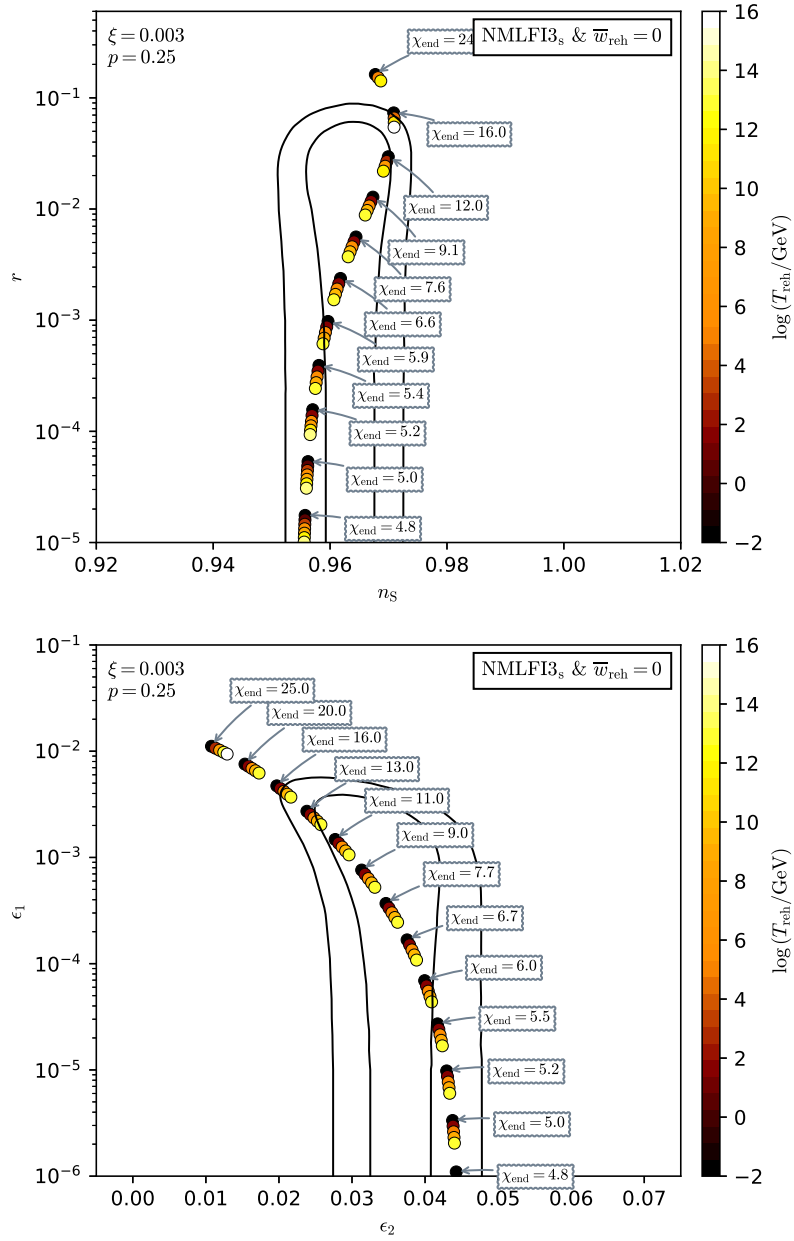 ξ = 0.003
p = 0.25
NMLFI3s & w̅reh = 0
χend = 24
χend = 16.0
χend = 12.0
χend = 9.1
χend = 7.6
χend = 6.6
χend = 5.9
χend = 5.4
χend = 5.2
χend = 5.0
χend = 4.8
10⁻¹
10⁻²
10⁻³
10⁻⁴
10⁻⁵
r
0.92 0.94 0.96 0.98 1.00 1.02
nS
16
14
12
10
8
6
4
2
0
−2
log (Treh/GeV)
ξ = 0.003
p = 0.25
NMLFI3s & w̅reh = 0
χend = 25.0
χend = 20.0
χend = 16.0
χend = 13.0
χend = 11.0
χend = 9.0
χend = 7.7
χend = 6.7
χend = 6.0
χend = 5.5
χend = 5.2
χend = 5.0
χend = 4.8
10⁻¹
10⁻²
10⁻³
10⁻⁴
10⁻⁵
10⁻⁶
ϵ1
0.00 0.01 0.02 0.03 0.04 0.05 0.06 0.07
ϵ2
16
14
12
10
8
6
4
2
0
−2
log (Treh/GeV)